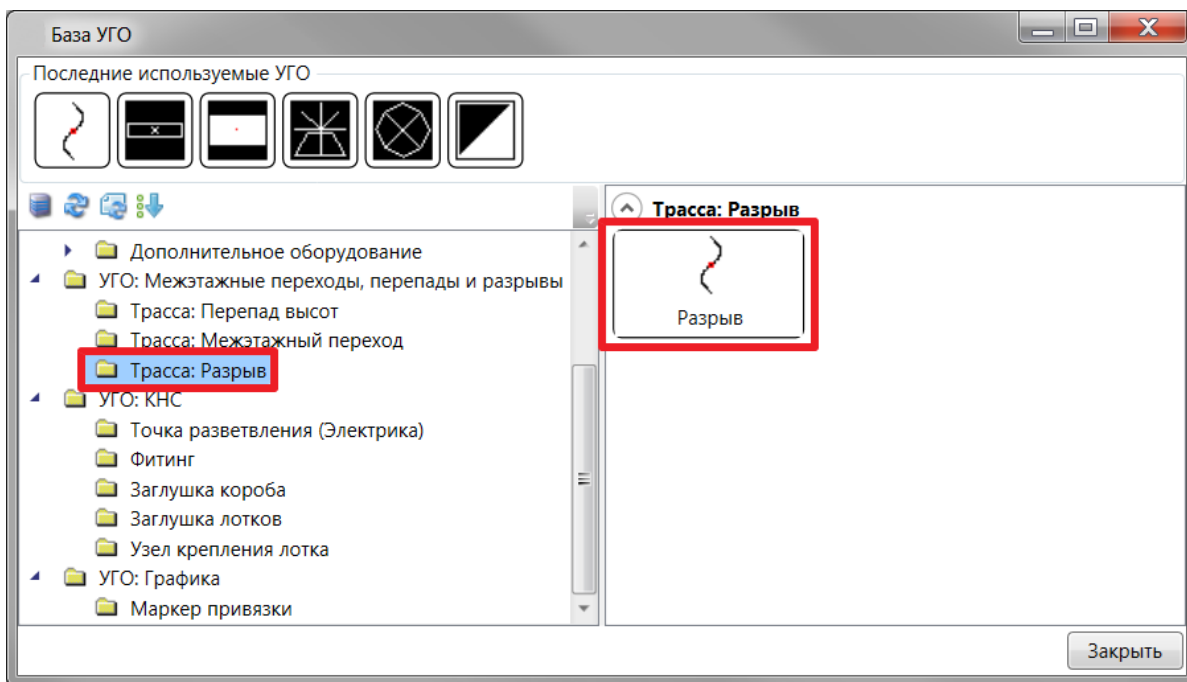 База УГО
Последние используемые УГО
Дополнительное оборудование
УГО: Межэтажные переходы, перепады и разрывы
Трасса: Перепад высот
Трасса: Межэтажный переход
Трасса: Разрыв
УГО: КНС
Точка разветвления (Электрика)
Фитинг
Заглушка короба
Заглушка лотков
Узел крепления лотка
УГО: Графика
Маркер привязки
Трасса: Разрыв
Разрыв
Закрыть